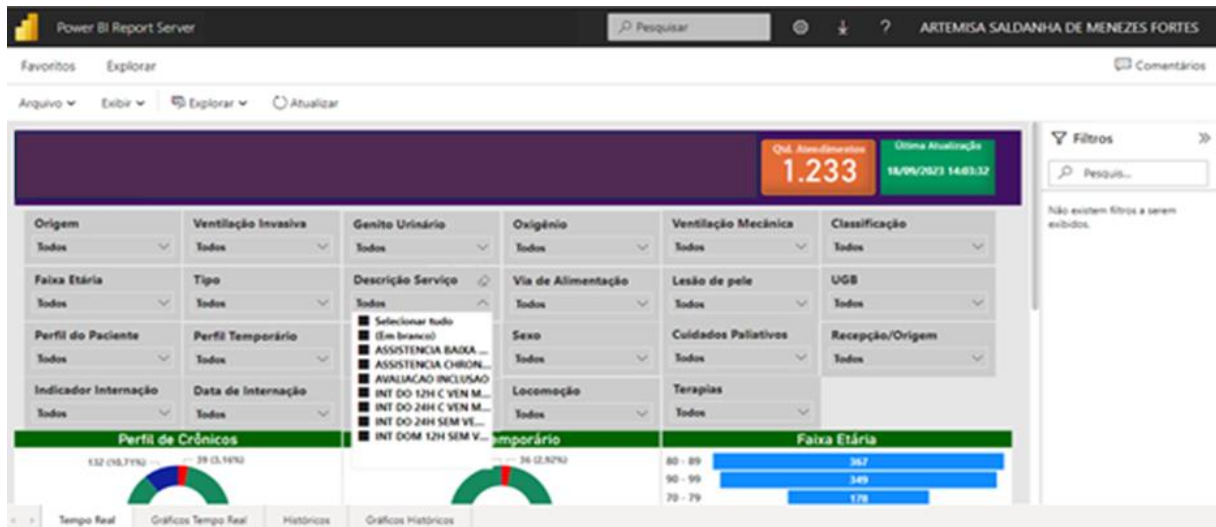 Power BI Report Server
Pesquisar
?
ARTEMISA SALDANHA DE MENEZES FORTES
Favoritos
Explorar
Comentários
Arquivo
Exibir
Explorar
Atualizar
Qtd. Atendimentos
1.233
Última Atualização
18/09/2023 14:03:32
Filtros
Pesquis...
Não existem filtros a serem
exibidos.
Origem
Todos
Ventilação Invasiva
Todos
Genito Urinário
Todos
Oxigênio
Todos
Ventilação Mecânica
Todos
Classificação
Todos
Faixa Etária
Todos
Tipo
Todos
Descrição Serviço
Todos
Via de Alimentação
Todos
Lesão de pele
Todos
UGB
Todos
Selecionar tudo
(Em branco)
ASSISTENCIA BAIXA ...
ASSISTENCIA CHRON...
AVALIACAO INCLUSAO
INT DO 12H C VEN M...
INT DO 24H C VEN M...
INT DO 24H SEM VE...
INT DOM 12H SEM V...
Perfil do Paciente
Todos
Perfil Temporário
Todos
Sexo
Todos
Cuidados Paliativos
Todos
Recepção/Origem
Todos
Indicador Internação
Todos
Data de Internação
Todos
Locomoção
Todos
Terapias
Todos
Perfil de Crônicos
132 (10,71%)
39 (3,16%)
mporário
36 (2,92%)
Faixa Etária
80 - 89
367
90 - 99
349
70 - 79
178
Tempo Real
Gráficos Tempo Real
Históricos
Gráficos Históricos